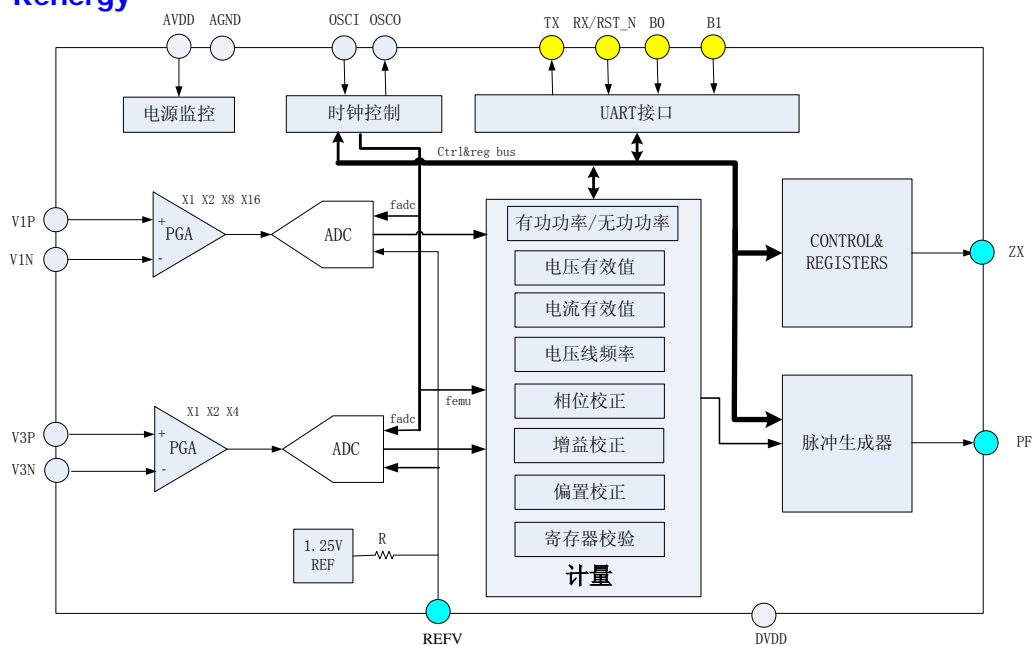 Renergy
AVDD AGND OSCI OSCO TX RX/RST_N B0 B1
电源监控
时钟控制
UART接口
Ctrl&reg bus
X1 X2 X8 X16
V1P
+
PGA
-
V1N
ADC
fadc
有功功率/无功功率
电压有效值
电流有效值
电压线频率
相位校正
增益校正
偏置校正
寄存器校验
计量
CONTROL&
REGISTERS
ZX
X1 X2 X4
V3P
+
PGA
-
V3N
ADC
fadc
femu
脉冲生成器
PF
1.25V
REF
R
REFV
DVDD